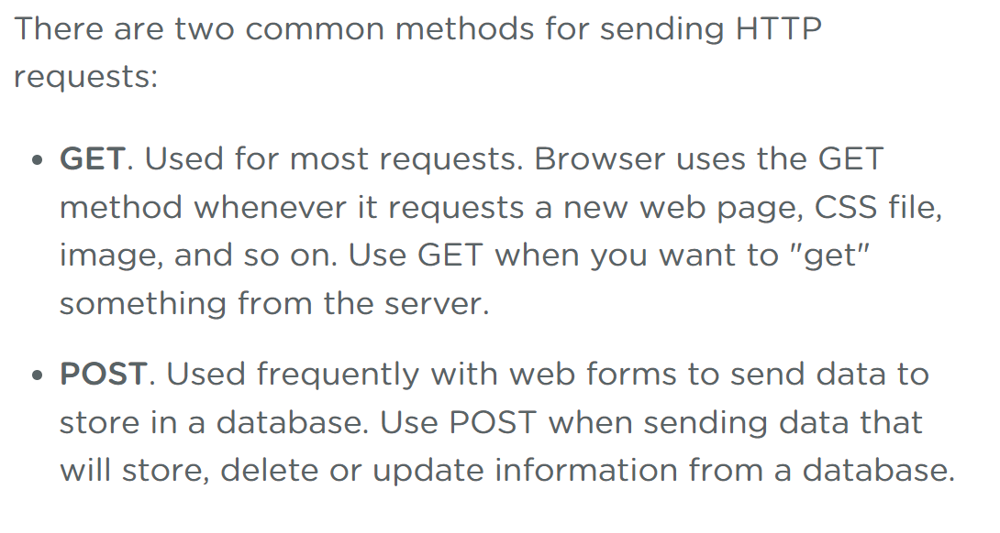 There are two common methods for sending HTTP
requests:
• GET. Used for most requests. Browser uses the GET
method whenever it requests a new web page, CSS file,
image, and so on. Use GET when you want to "get"
something from the server.
• POST. Used frequently with web forms to send data to
store in a database. Use POST when sending data that
will store, delete or update information from a database.